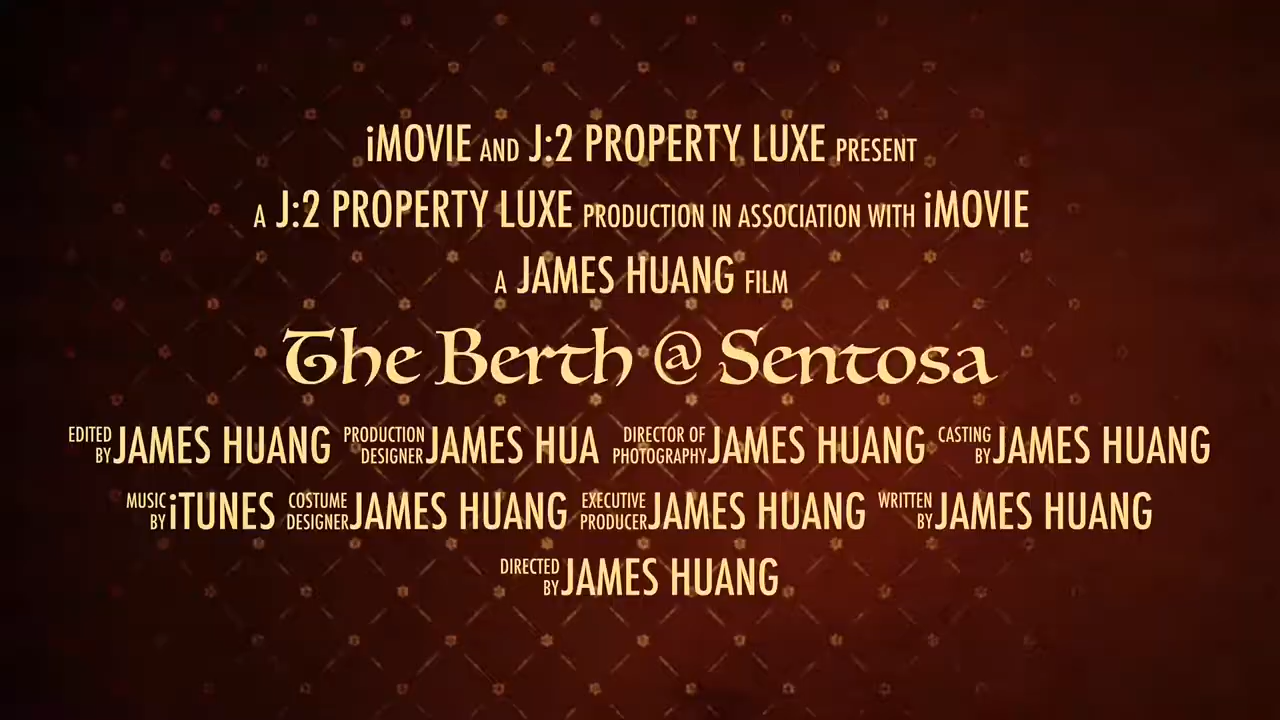 iMOVIE AND J:2 PROPERTY LUXE PRESENT
A J:2 PROPERTY LUXE PRODUCTION IN ASSOCIATION WITH iMOVIE
A JAMES HUANG FILM
The Berth @ Sentosa
EDITED BY JAMES HUANG PRODUCTION DESIGNER JAMES HUA DIRECTOR OF PHOTOGRAPHY JAMES HUANG CASTING BY JAMES HUANG
MUSIC BY iTUNES COSTUME DESIGNER JAMES HUANG EXECUTIVE PRODUCER JAMES HUANG WRITTEN BY JAMES HUANG
DIRECTED BY JAMES HUANG